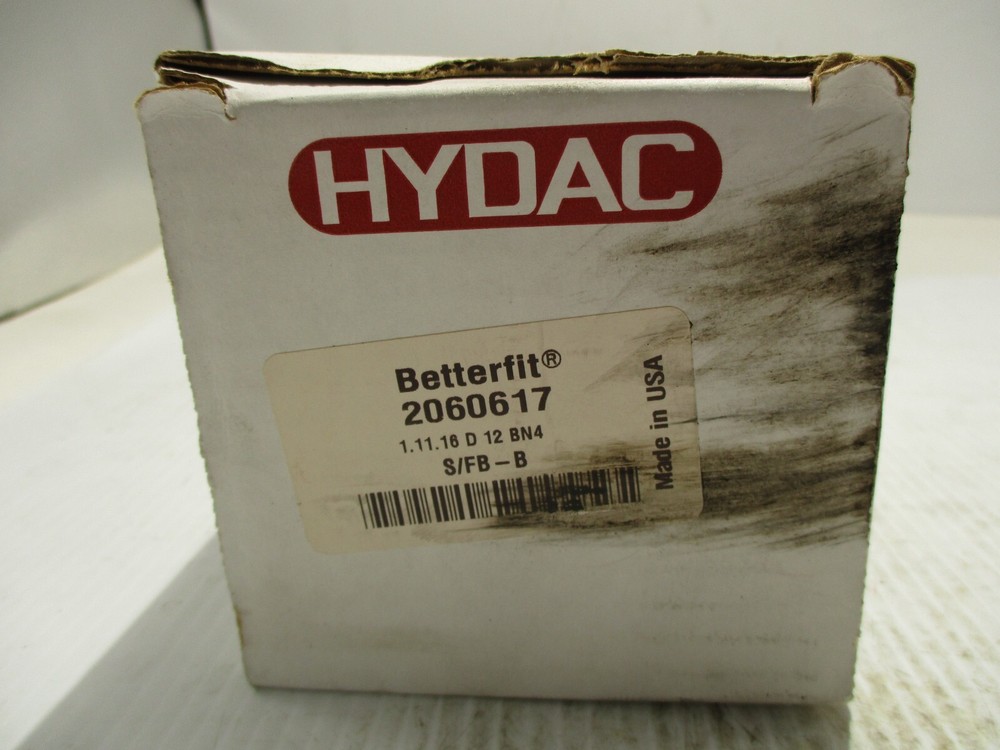 HYDAC
Betterfit®
2060617
1.11.16 D 12 BN4
S/FB – B
Made in USA